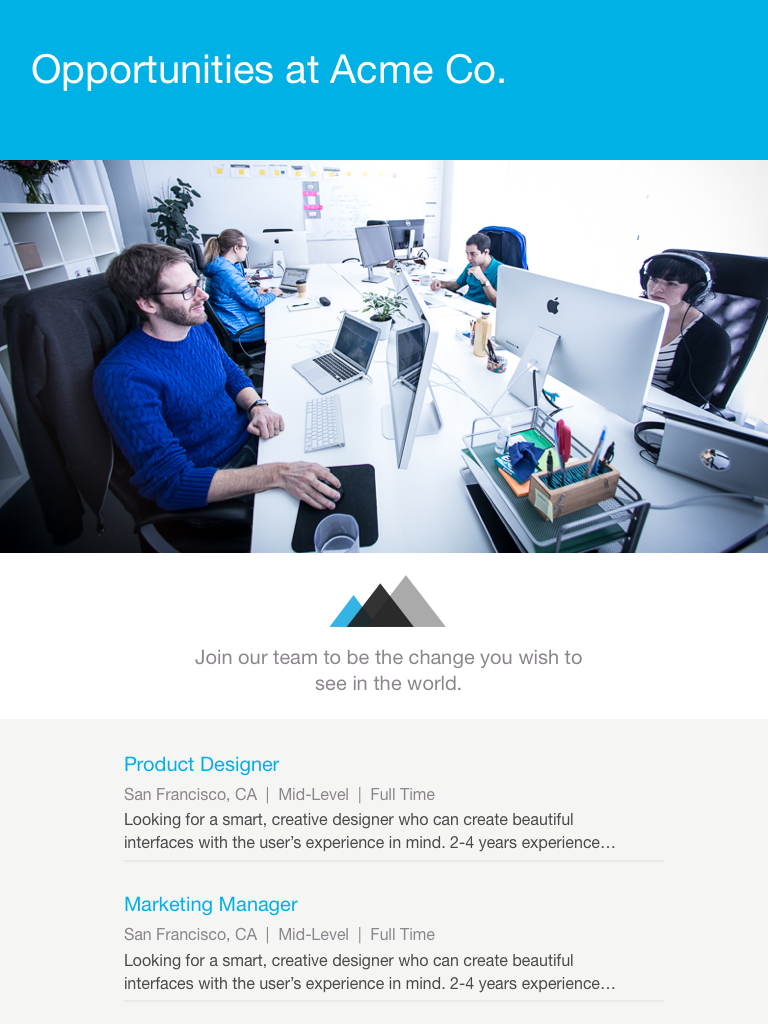 Opportunities at Acme Co.
Join our team to be the change you wish to
see in the world.
Product Designer
San Francisco, CA | Mid-Level | Full Time
Looking for a smart, creative designer who can create beautiful
interfaces with the user’s experience in mind. 2-4 years experience…
Marketing Manager
San Francisco, CA | Mid-Level | Full Time
Looking for a smart, creative designer who can create beautiful
interfaces with the user’s experience in mind. 2-4 years experience…